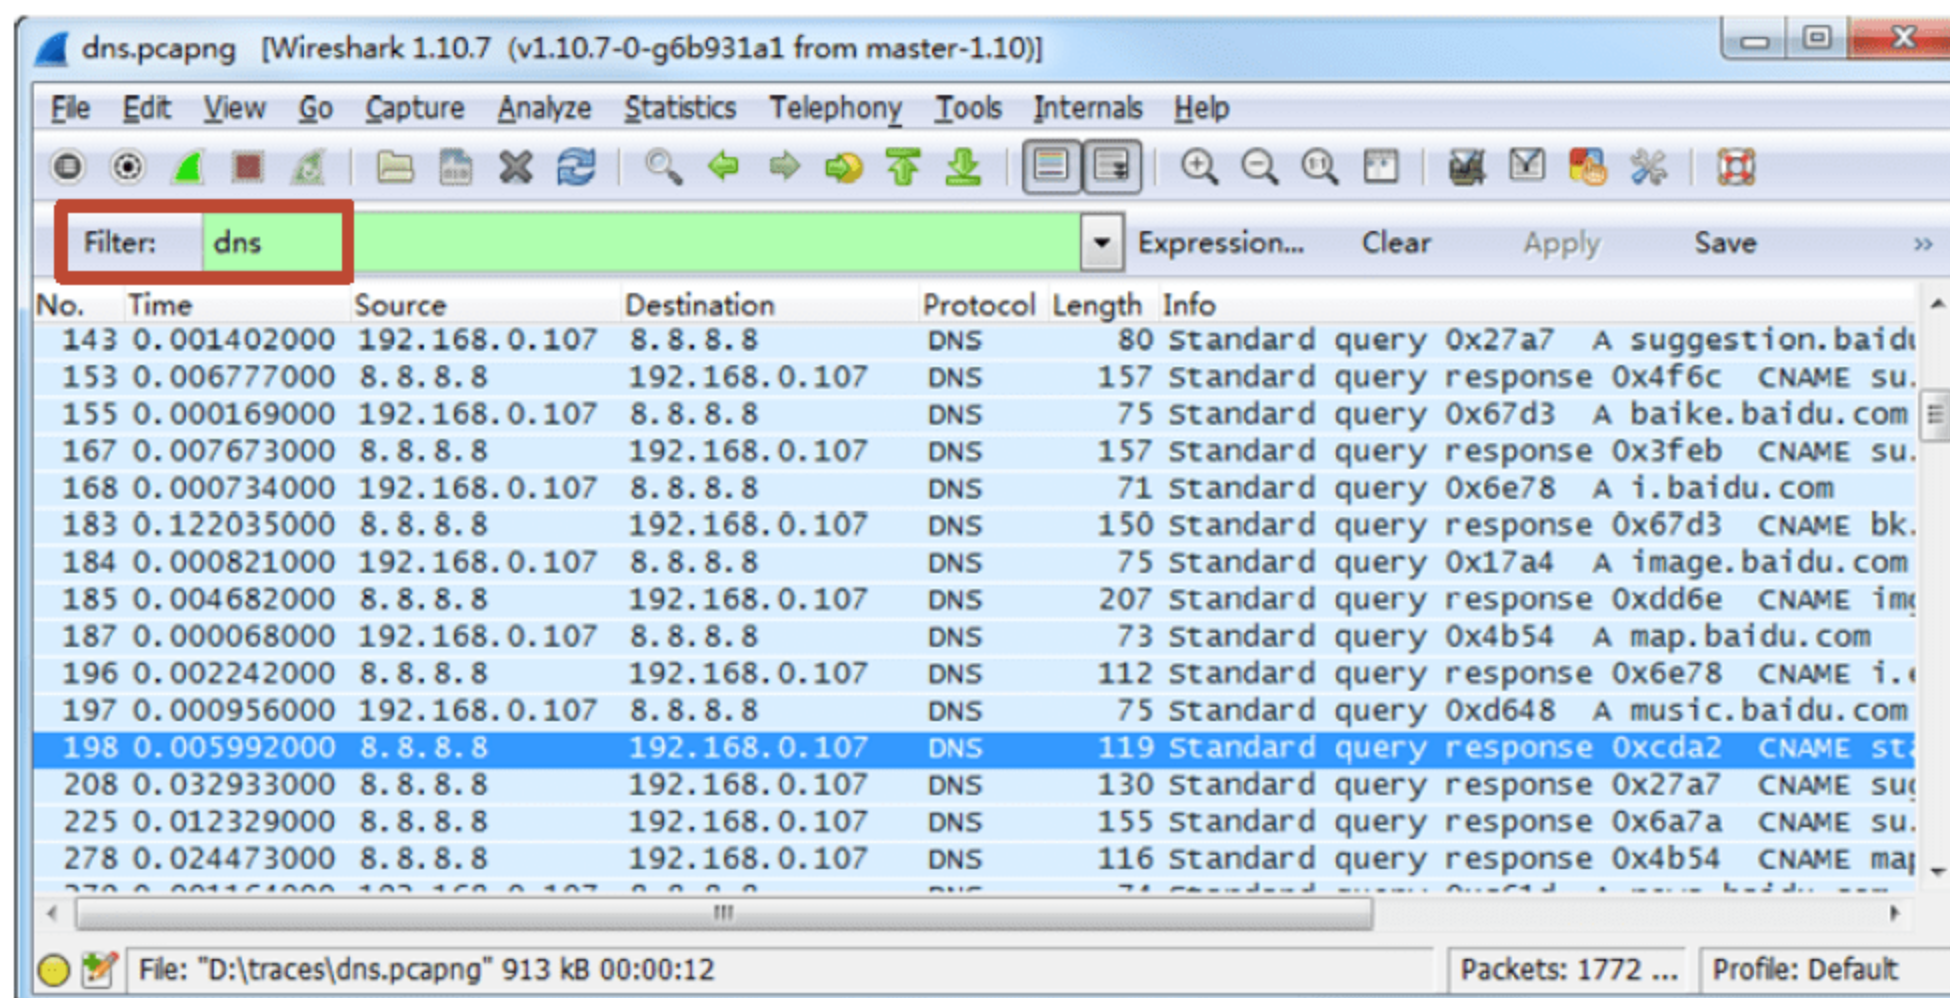 dns.pcapng [Wireshark 1.10.7 (v1.10.7-0-g6b931a1 from master-1.10)]
File Edit View Go Capture Analyze Statistics Telephony Tools Internals Help
Filter: dns Expression... Clear Apply Save »
No. Time Source Destination Protocol Length Info
143 0.001402000 192.168.0.107 8.8.8.8 DNS 80 Standard query 0x27a7 A suggestion.baidu
153 0.006777000 8.8.8.8 192.168.0.107 DNS 157 Standard query response 0x4f6c CNAME su.
155 0.000169000 192.168.0.107 8.8.8.8 DNS 75 Standard query 0x67d3 A baike.baidu.com
167 0.007673000 8.8.8.8 192.168.0.107 DNS 157 Standard query response 0x3feb CNAME su.
168 0.000734000 192.168.0.107 8.8.8.8 DNS 71 Standard query 0x6e78 A i.baidu.com
183 0.122035000 8.8.8.8 192.168.0.107 DNS 150 Standard query response 0x67d3 CNAME bk.
184 0.000821000 192.168.0.107 8.8.8.8 DNS 75 Standard query 0x17a4 A image.baidu.com
185 0.004682000 8.8.8.8 192.168.0.107 DNS 207 Standard query response 0xdd6e CNAME im
187 0.000068000 192.168.0.107 8.8.8.8 DNS 73 Standard query 0x4b54 A map.baidu.com
196 0.002242000 8.8.8.8 192.168.0.107 DNS 112 Standard query response 0x6e78 CNAME i.
197 0.000956000 192.168.0.107 8.8.8.8 DNS 75 Standard query 0xd648 A music.baidu.com
198 0.005992000 8.8.8.8 192.168.0.107 DNS 119 Standard query response 0xcda2 CNAME sta
208 0.032933000 8.8.8.8 192.168.0.107 DNS 130 Standard query response 0x27a7 CNAME su
225 0.012329000 8.8.8.8 192.168.0.107 DNS 155 Standard query response 0x6a7a CNAME su.
278 0.024473000 8.8.8.8 192.168.0.107 DNS 116 Standard query response 0x4b54 CNAME map
File: "D:\traces\dns.pcapng" 913 kB 00:00:12 Packets: 1772 ... Profile: Default